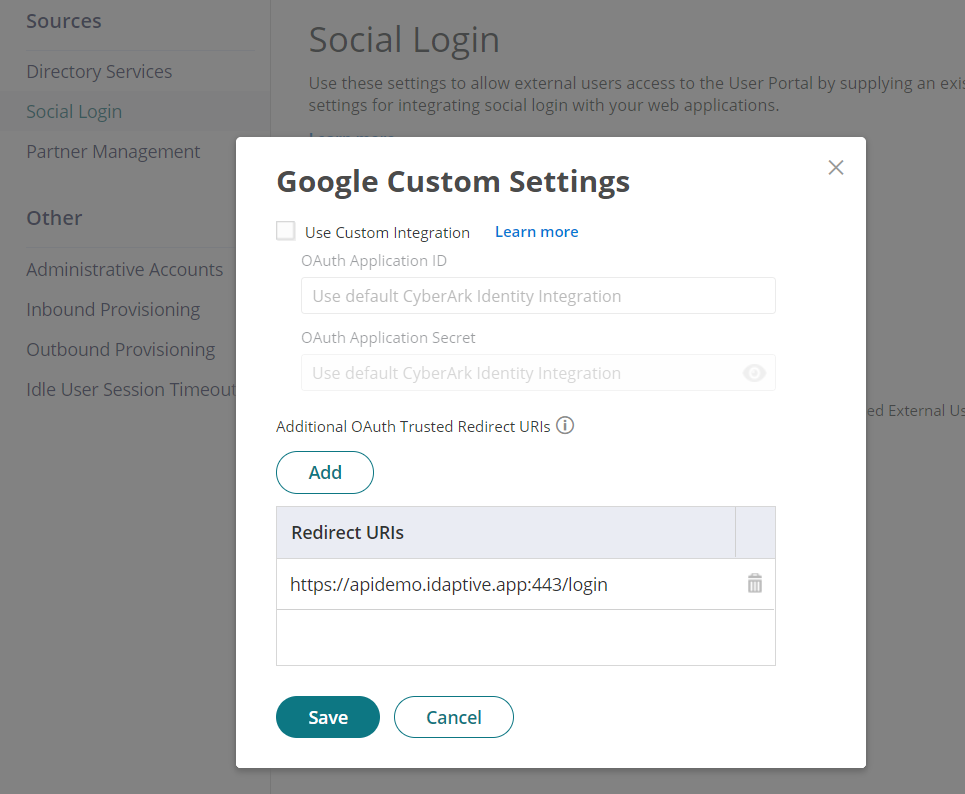 Sources
Directory Services
Social Login
Partner Management
Other
Administrative Accounts
Inbound Provisioning
Outbound Provisioning
Idle User Session Timeout
Social Login
Use these settings to allow external users access to the User Portal by supplying an exis
settings for integrating social login with your web applications.
Learn more
Google Custom Settings
Use Custom Integration Learn more
OAuth Application ID
Use default CyberArk Identity Integration
OAuth Application Secret
Use default CyberArk Identity Integration
Additional OAuth Trusted Redirect URIs
Add
Redirect URIs
https://apidemo.idaptive.app:443/login
Save Cancel
ed External Us